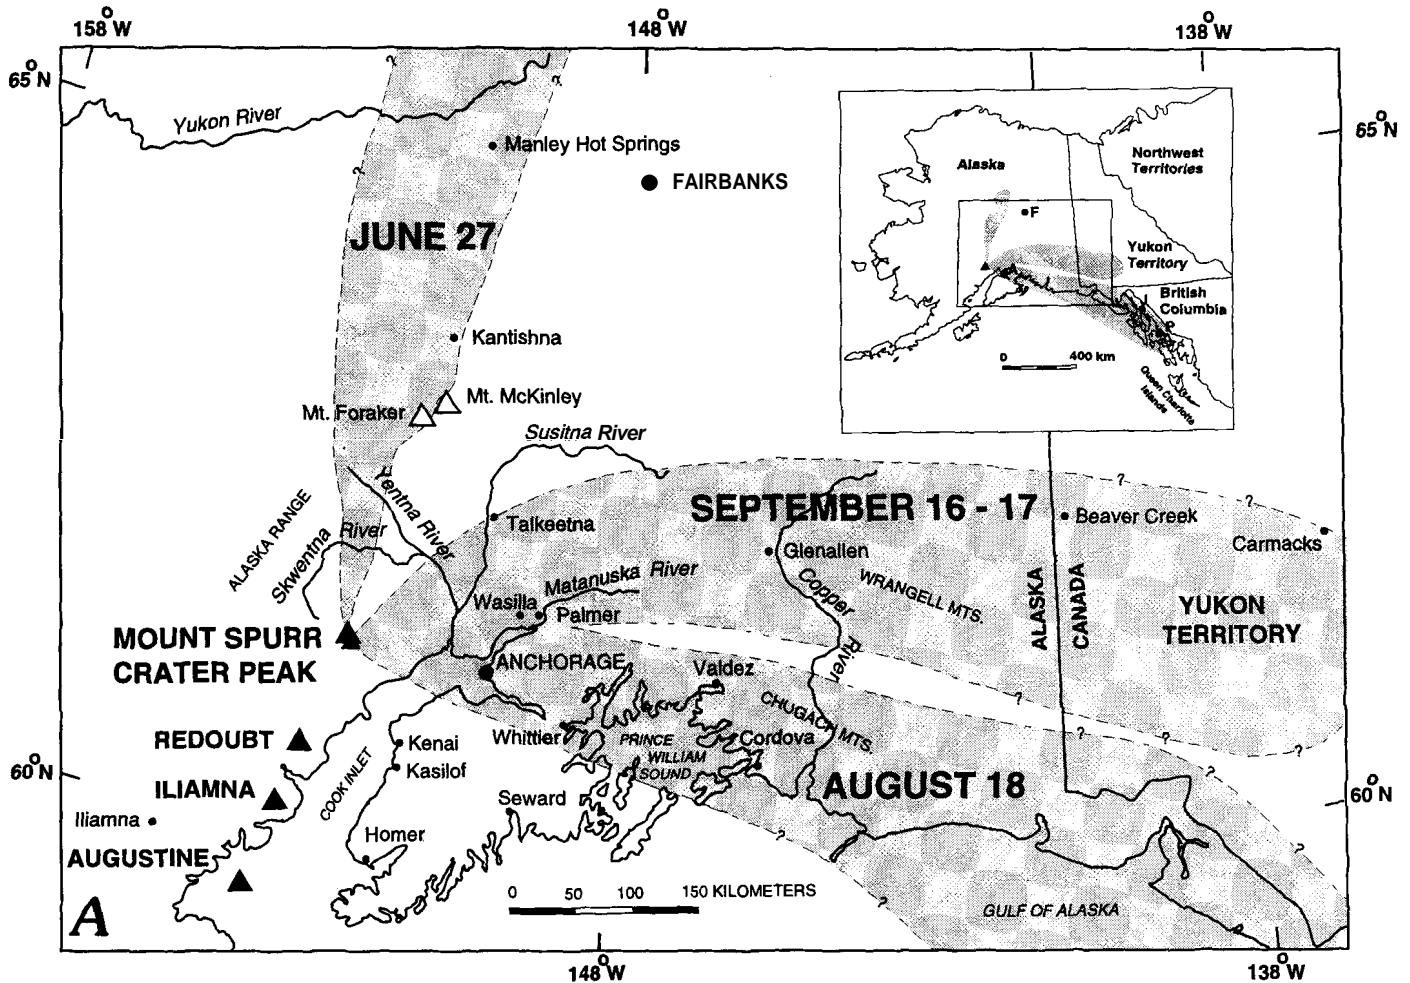 158°W
148°W
138°W
65°N
65°N
Yukon River
Manley Hot Springs
FAIRBANKS
JUNE 27
Kantishna
Mt. McKinley
Mt. Foraker
Susitna River
Yentna River
ALASKA RANGE
Skwentna River
Talkeetna
SEPTEMBER 16 - 17
Beaver Creek
Carmacks
Glenallen
Matanuska River
Copper River
WRANGELL MTS.
ALASKA
CANADA
YUKON
TERRITORY
Wasilla
Palmer
MOUNT SPURR
CRATER PEAK
ANCHORAGE
Valdez
CHUGACH MTS.
REDOUBT
Kenai
Whittier
PRINCE
WILLIAM
SOUND
Cordova
60°N
Kasilof
COOK INLET
ILIAMNA
Seward
AUGUST 18
60°N
Iliamna
Homer
AUGUSTINE
0 50 100 150 KILOMETERS
GULF OF ALASKA
A
148°W
138°W
Alaska
Northwest
Territories
F
Yukon
Territory
British
Columbia
0 400 km
Queen Charlotte
Islands
? ? ? ? ? ? ? ? ? ? ? ? ? ?